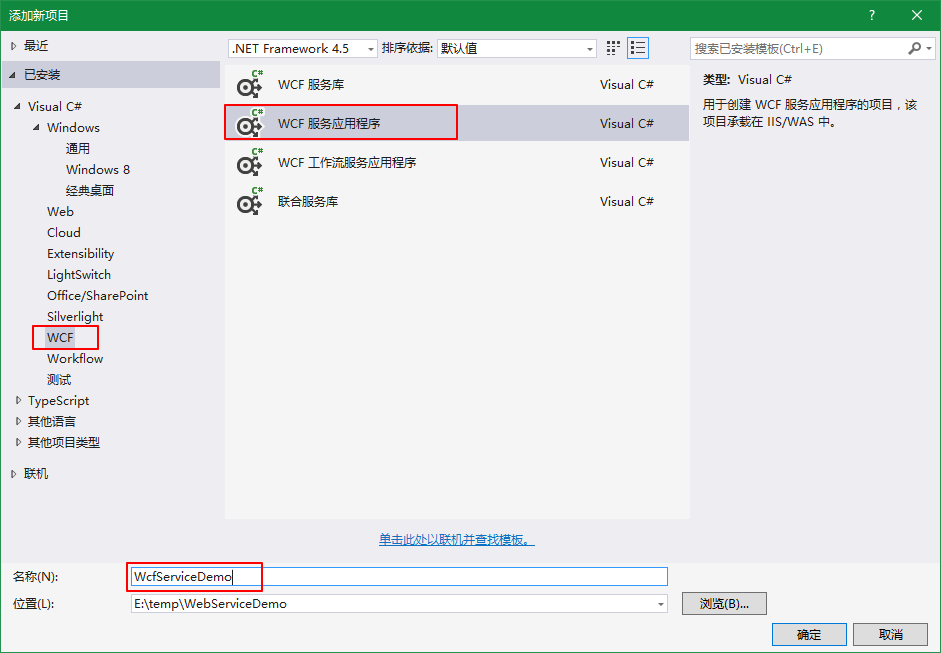 添加新项目
最近
已安装
Visual C#
Windows
通用
Windows 8
经典桌面
Web
Cloud
Extensibility
LightSwitch
Office/SharePoint
Silverlight
WCF
Workflow
测试
TypeScript
其他语言
其他项目类型
联机
.NET Framework 4.5 排序依据: 默认值
C# WCF 服务库 Visual C#
C# WCF 服务应用程序 Visual C#
C# WCF 工作流服务应用程序 Visual C#
C# 联合服务库 Visual C#
单击此处以联机并查找模板。
搜索已安装模板(Ctrl+E)
类型: Visual C#
用于创建 WCF 服务应用程序的项目，该
项目承载在 IIS/WAS 中。
名称(N): WcfServiceDemo
位置(L): E:\temp\WebServiceDemo 浏览(B)...
确定 取消